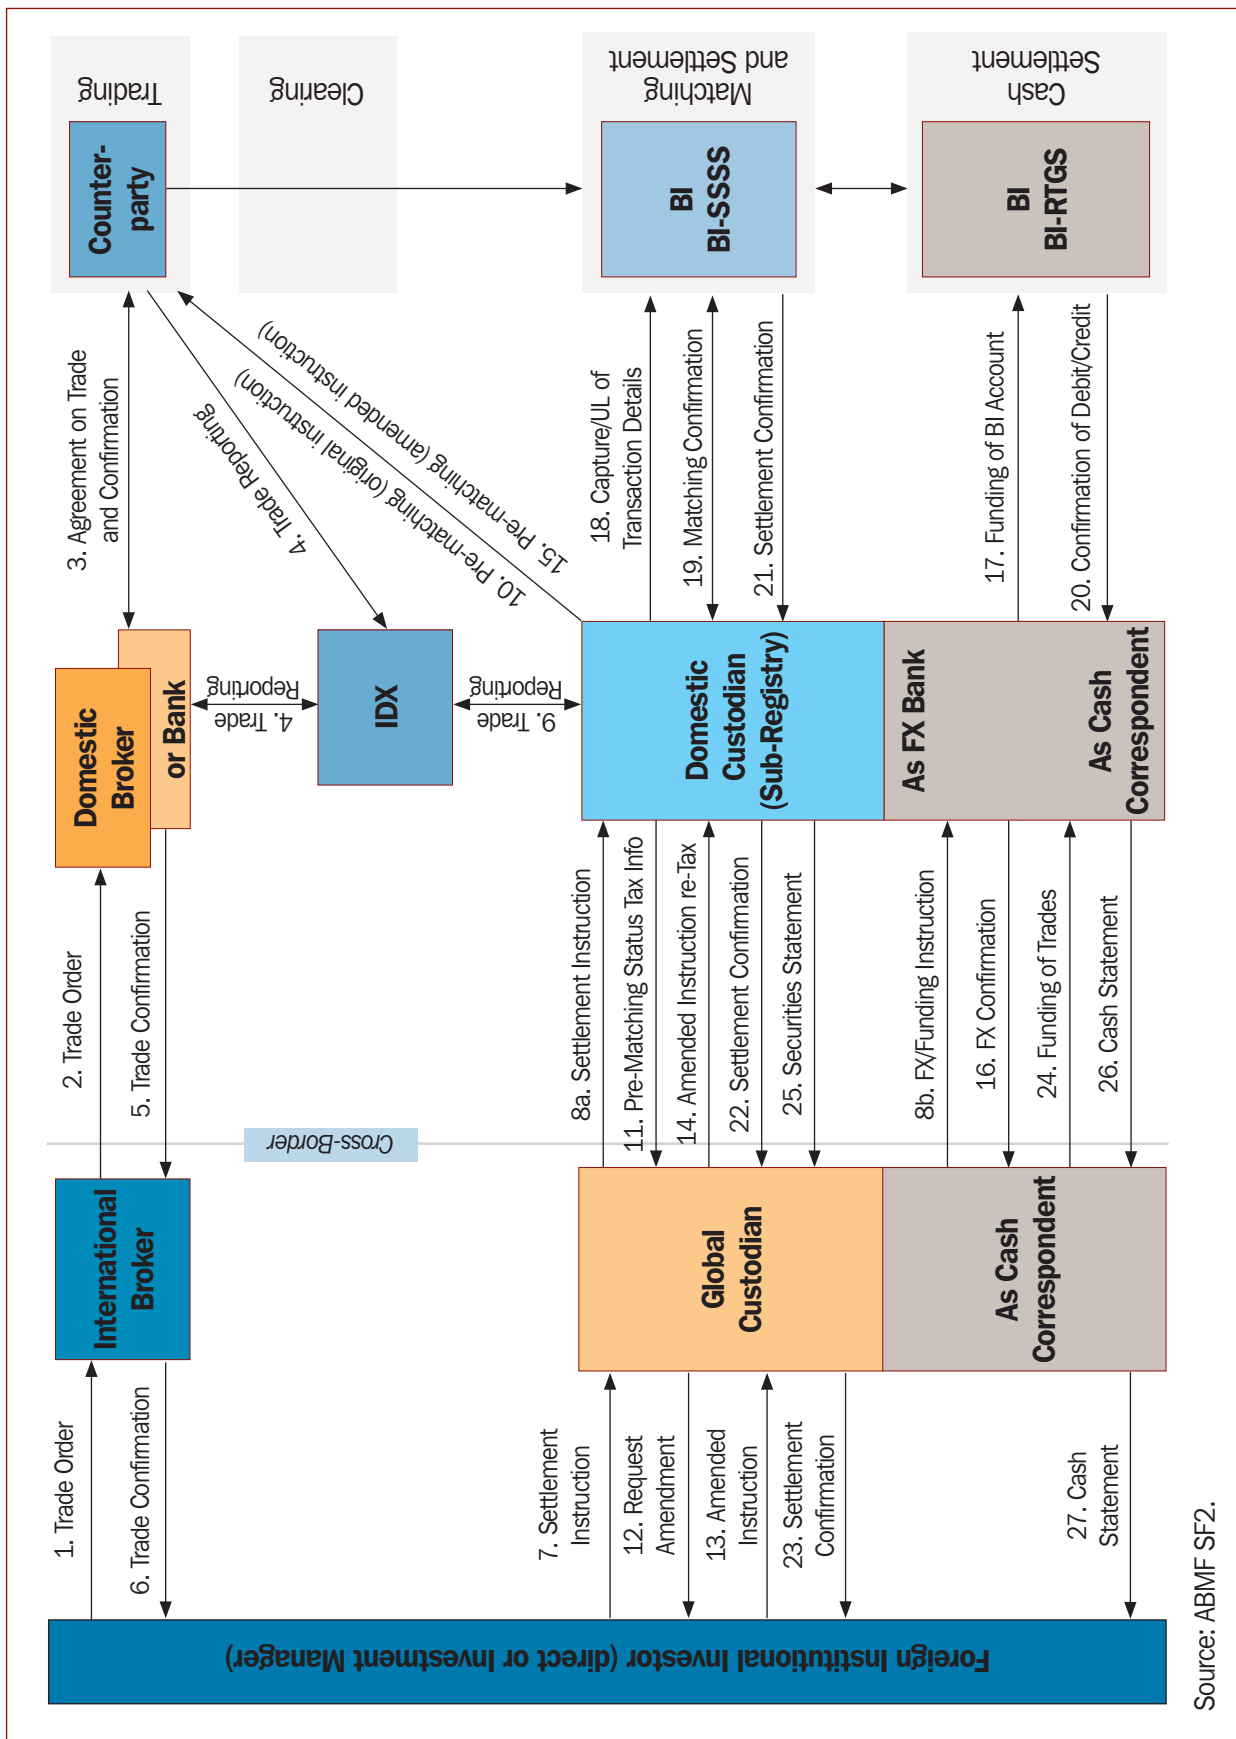 Trading
Clearing
Matching
and Settlement
Cash
Settlement
Counter-
party
BI
BI-SSSS
BI
BI-RTGS
3. Agreement on Trade
and Confirmation
4. Trade Reporting
10. Pre-matching (original instruction)
15. Pre-matching (amended instruction)
18. Capture/UL of
Transaction Details
19. Matching Confirmation
21. Settlement Confirmation
17. Funding of BI Account
20. Confirmation of Debit/Credit
Domestic
Broker
or Bank
4. Trade
Reporting
IDX
9. Trade
Reporting
Domestic
Custodian
(Sub-Registry)
As FX Bank
As Cash
Correspondent
2. Trade Order
5. Trade Confirmation
8a. Settlement Instruction
11. Pre-Matching Status Tax Info
14. Amended Instruction re-Tax
22. Settlement Confirmation
25. Securities Statement
8b. FX/Funding Instruction
16. FX Confirmation
24. Funding of Trades
26. Cash Statement
Cross-Border
International
Broker
Global
Custodian
As Cash
Correspondent
1. Trade Order
6. Trade Confirmation
7. Settlement
Instruction
12. Request
Amendment
13. Amended
Instruction
23. Settlement
Confirmation
27. Cash
Statement
Foreign Institutional Investor (direct or Investment Manager)
Source: ABMF SF2.